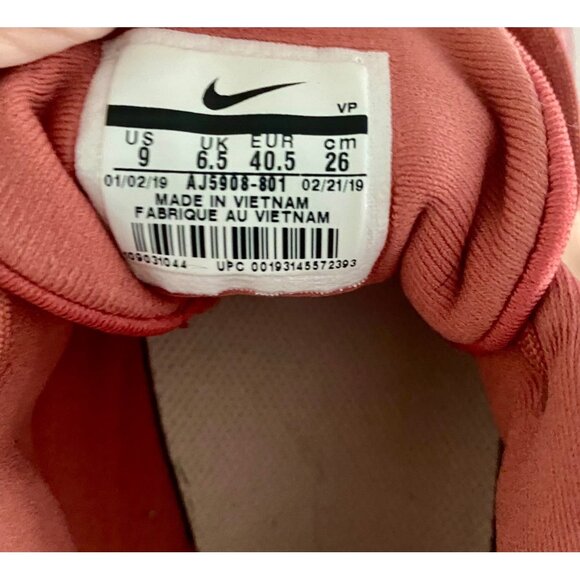 VP
US UK EUR cm
9 6.5 40.5 26
01/02/19 AJ5908-801 02/21/19
MADE IN VIETNAM
FABRIQUE AU VIETNAM
UPC 00193145572393